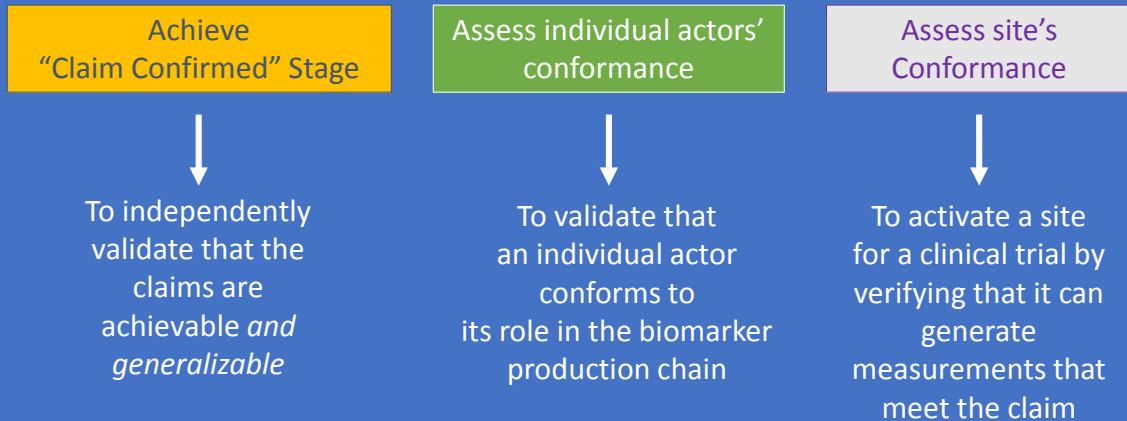 Achieve
“Claim Confirmed” Stage
To independently
validate that the
claims are
achievable and
generalizable
Assess individual actors’
conformance
To validate that
an individual actor
conforms to
its role in the biomarker
production chain
Assess site’s
Conformance
To activate a site
for a clinical trial by
verifying that it can
generate
measurements that
meet the claim